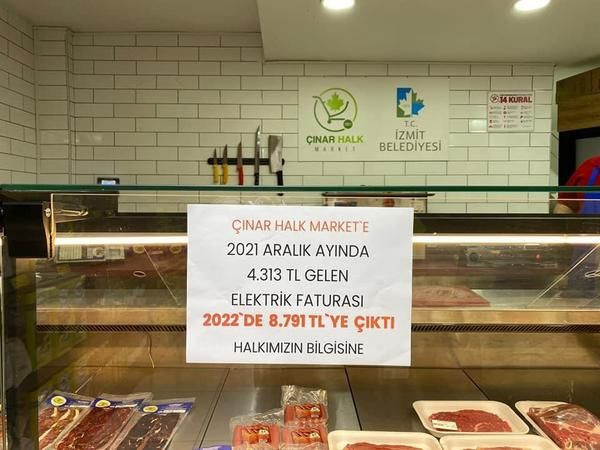 ÇINAR HALK
MARKET
T.C.
İZMİT
BELEDİYESİ
14 KURAL
ÇINAR HALK MARKET`E
2021 ARALIK AYINDA
4.313 TL GELEN
ELEKTRİK FATURASI
2022`DE 8.791 TL`YE ÇIKTI
HALKIMIZIN BİLGİSİNE